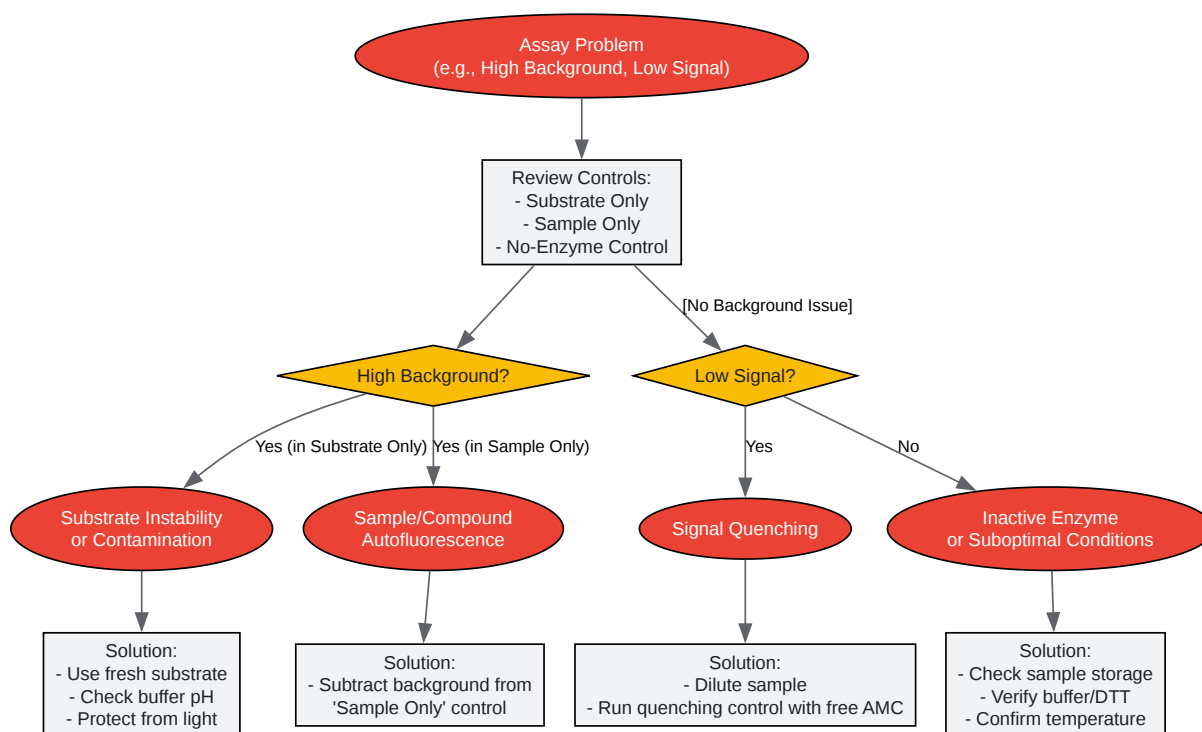 Assay Problem
(e.g., High Background, Low Signal)
Review Controls:
- Substrate Only
- Sample Only
- No-Enzyme Control
[No Background Issue]
High Background?
Low Signal?
Yes (in Substrate Only)
Yes (in Sample Only)
Yes
No
Substrate Instability
or Contamination
Sample/Compound
Autofluorescence
Signal Quenching
Inactive Enzyme
or Suboptimal Conditions
Solution:
- Use fresh substrate
- Check buffer pH
- Protect from light
Solution:
- Subtract background from
'Sample Only' control
Solution:
- Dilute sample
- Run quenching control with free AMC
Solution:
- Check sample storage
- Verify buffer/DTT
- Confirm temperature